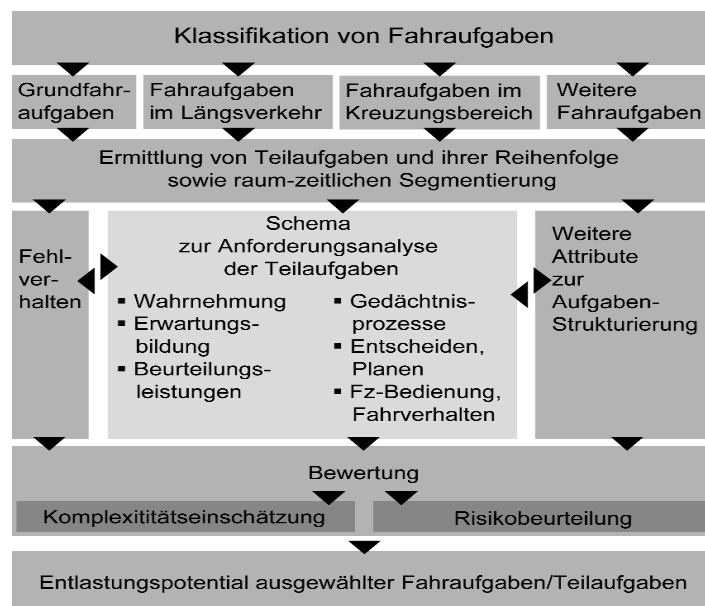 Klassifikation von Fahraufgaben
Grundfahr-
aufgaben
Fahraufgaben
im Längsverkehr
Fahraufgaben im
Kreuzungsbereich
Weitere
Fahraufgaben
Ermittlung von Teilaufgaben und ihrer Reihenfolge
sowie raum-zeitlichen Segmentierung
Fehl-
ver-
halten
Schema
zur Anforderungsanalyse
der Teilaufgaben
▪ Wahrnehmung
▪ Erwartungs-
bildung
▪ Beurteilungs-
leistungen
▪ Gedächtnis-
prozesse
▪ Entscheiden,
Planen
▪ Fz-Bedienung,
Fahrverhalten
Weitere
Attribute
zur
Aufgaben-
Strukturierung
Bewertung
Komplexititätseinschätzung
Risikobeurteilung
Entlastungspotential ausgewählter Fahraufgaben/Teilaufgaben